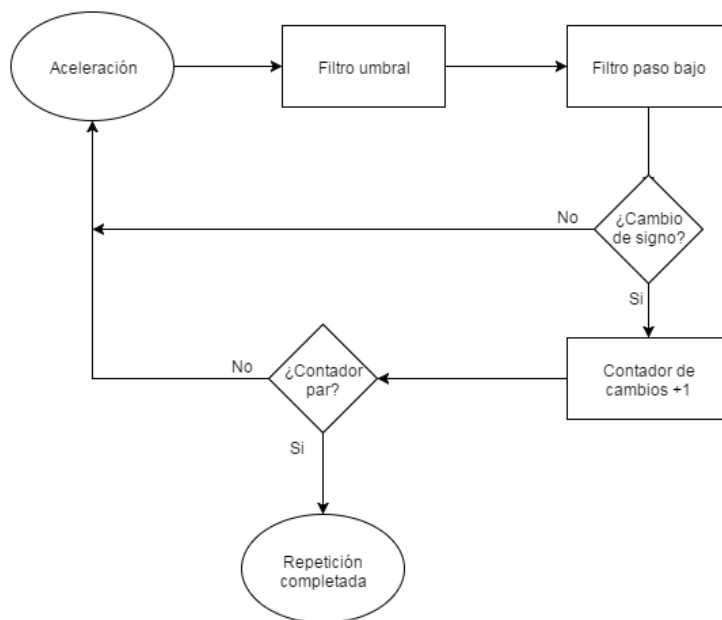 Aceleración
Filtro umbral
Filtro paso bajo
No
¿Cambio
de signo?
Si
Contador de
cambios +1
¿Contador
par?
No
Si
Repetición
completada